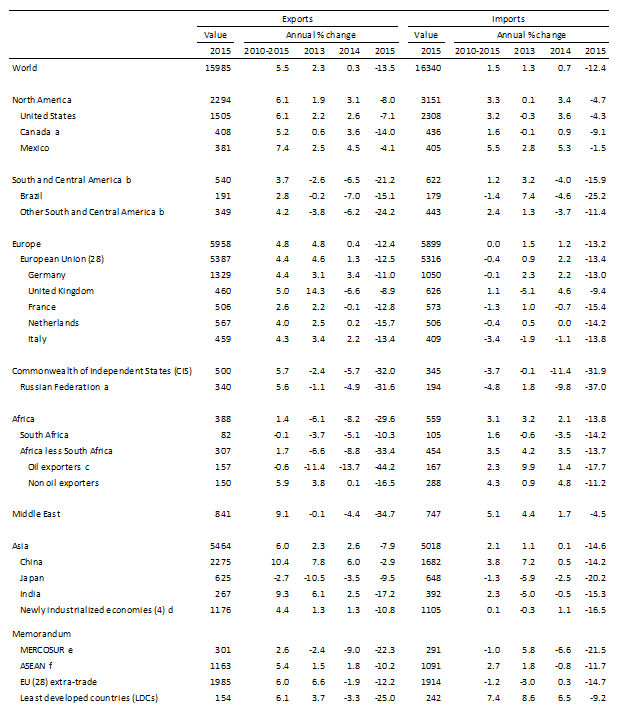 Exports Imports
Value Annual % change Value Annual % change
2015 2010-2015 2013 2014 2015 2015 2010-2015 2013 2014 2015
World 15985 5.5 2.3 0.3 -13.5 16340 1.5 1.3 0.7 -12.4
North America 2294 6.1 1.9 3.1 -8.0 3151 3.3 0.1 3.4 -4.7
United States 1505 6.1 2.2 2.6 -7.1 2308 3.2 -0.3 3.6 -4.3
Canada a 408 5.2 0.6 3.6 -14.0 436 1.6 -0.1 0.9 -9.1
Mexico 381 7.4 2.5 4.5 -4.1 405 5.5 2.8 5.3 -1.5
South and Central America b 540 3.7 -2.6 -6.5 -21.2 622 1.2 3.2 -4.0 -15.9
Brazil 191 2.8 -0.2 -7.0 -15.1 179 -1.4 7.4 -4.6 -25.2
Other South and Central America b 349 4.2 -3.8 -6.2 -24.2 443 2.4 1.3 -3.7 -11.4
Europe 5958 4.8 4.8 0.4 -12.4 5899 0.0 1.5 1.2 -13.2
European Union (28) 5387 4.4 4.6 1.3 -12.5 5316 -0.4 0.9 2.2 -13.4
Germany 1329 4.4 3.1 3.4 -11.0 1050 -0.1 2.3 2.2 -13.0
United Kingdom 460 5.0 14.3 -6.6 -8.9 626 1.1 -5.1 4.6 -9.4
France 506 2.6 2.2 -0.1 -12.8 573 -1.3 1.0 -0.7 -15.4
Netherlands 567 4.0 2.5 0.2 -15.7 506 -0.4 0.5 0.0 -14.2
Italy 459 4.3 3.4 2.2 -13.4 409 -3.4 -1.9 -1.1 -13.8
Commonwealth of Independent States (CIS) 500 5.7 -2.4 -5.7 -32.0 345 -3.7 -0.1 -11.4 -31.9
Russian Federation a 340 5.6 -1.1 -4.9 -31.6 194 -4.8 1.8 -9.8 -37.0
Africa 388 1.4 -6.1 -8.2 -29.6 559 3.1 3.2 2.1 -13.8
South Africa 82 -0.1 -3.7 -5.1 -10.3 105 1.6 -0.6 -3.5 -14.2
Africa less South Africa 307 1.7 -6.6 -8.8 -33.4 454 3.5 4.2 3.5 -13.7
Oil exporters c 157 -0.6 -11.4 -13.7 -44.2 167 2.3 9.9 1.4 -17.7
Non oil exporters 150 5.9 3.8 0.1 -16.5 288 4.3 0.9 4.8 -11.2
Middle East 841 9.1 -0.1 -4.4 -34.7 747 5.1 4.4 1.7 -4.5
Asia 5464 6.0 2.3 2.6 -7.9 5018 2.1 1.1 0.1 -14.6
China 2275 10.4 7.8 6.0 -2.9 1682 3.8 7.2 0.5 -14.2
Japan 625 -2.7 -10.5 -3.5 -9.5 648 -1.3 -5.9 -2.5 -20.2
India 267 9.3 6.1 2.5 -17.2 392 2.3 -5.0 -0.5 -15.3
Newly industrialized economies (4) d 1176 4.4 1.3 1.3 -10.8 1105 0.1 -0.3 1.1 -16.5
Memorandum
MERCOSUR e 301 2.6 -2.4 -9.0 -22.3 291 -1.0 5.8 -6.6 -21.5
ASEAN f 1163 5.4 1.5 1.8 -10.2 1091 2.7 1.8 -0.8 -11.7
EU (28) extra-trade 1985 6.0 6.6 -1.9 -12.2 1914 -1.2 -3.0 0.3 -14.7
Least developed countries (LDCs) 154 6.1 3.7 -3.3 -25.0 242 7.4 8.6 6.5 -9.2